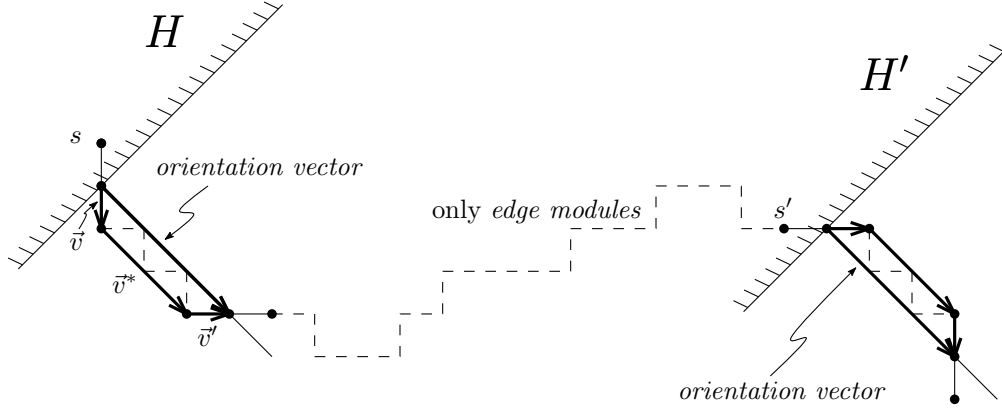 H
H′
s
orientation vector
only edge modules
s′
v⃗
v⃗*
v⃗′
orientation vector